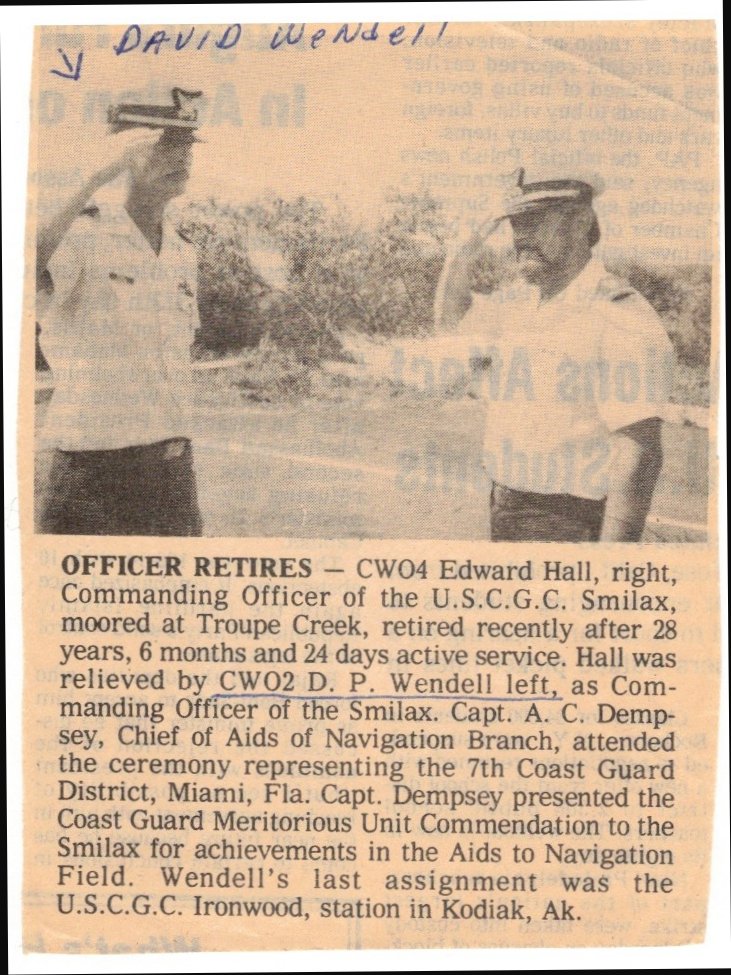 DAVID Wendell
OFFICER RETIRES — CWO4 Edward Hall, right,
Commanding Officer of the U.S.C.G.C. Smilax,
moored at Troupe Creek, retired recently after 28
years, 6 months and 24 days active service. Hall was
relieved by CWO2 D. P. Wendell left, as Com-
manding Officer of the Smilax. Capt. A. C. Demp-
sey, Chief of Aids of Navigation Branch, attended
the ceremony representing the 7th Coast Guard
District, Miami, Fla. Capt. Dempsey presented the
Coast Guard Meritorious Unit Commendation to the
Smilax for achievements in the Aids to Navigation
Field. Wendell's last assignment was the
U.S.C.G.C. Ironwood, station in Kodiak, Ak.